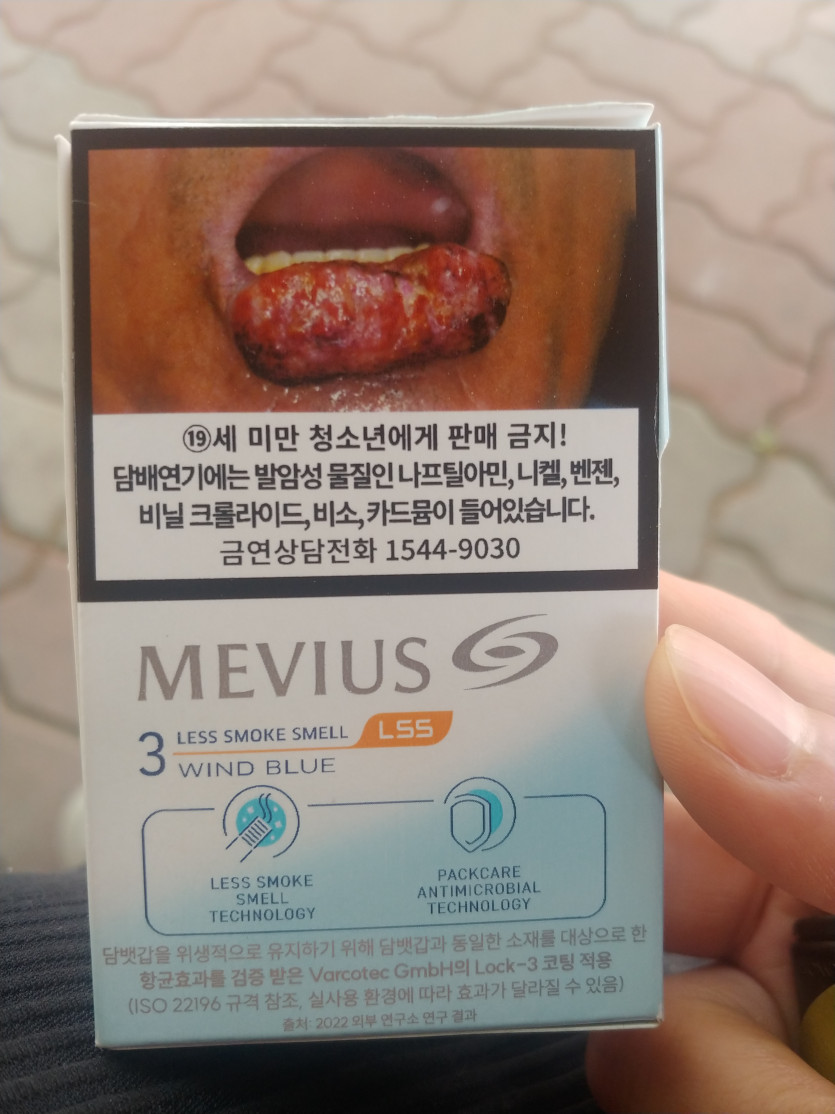 ⑲세 미만 청소년에게 판매 금지!
담배연기에는 발암성 물질인 나프틸아민, 니켈, 벤젠,
비닐 크롤라이드, 비소, 카드뮴이 들어있습니다.
금연상담전화 1544-9030
MEVIUS
3 LESS SMOKE SMELL LSS
WIND BLUE
LESS SMOKE
SMELL
TECHNOLOGY
PACKCARE
ANTIMICROBIAL
TECHNOLOGY
담뱃갑을 위생적으로 유지하기 위해 담뱃갑과 동일한 소재를 대상으로 한
항균효과를 검증 받은 Varcotec GmbH의 Lock-3 코팅 적용
(ISO 22196 규격 참조, 실사용 환경에 따라 효과가 달라질 수 있음)
출처: 2022 외부 연구소 연구 결과